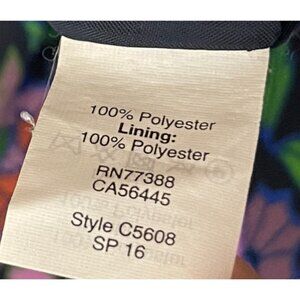 100% Polyester
Lining:
100% Polyester
RN77388
CA56445
Style C5608
SP 16